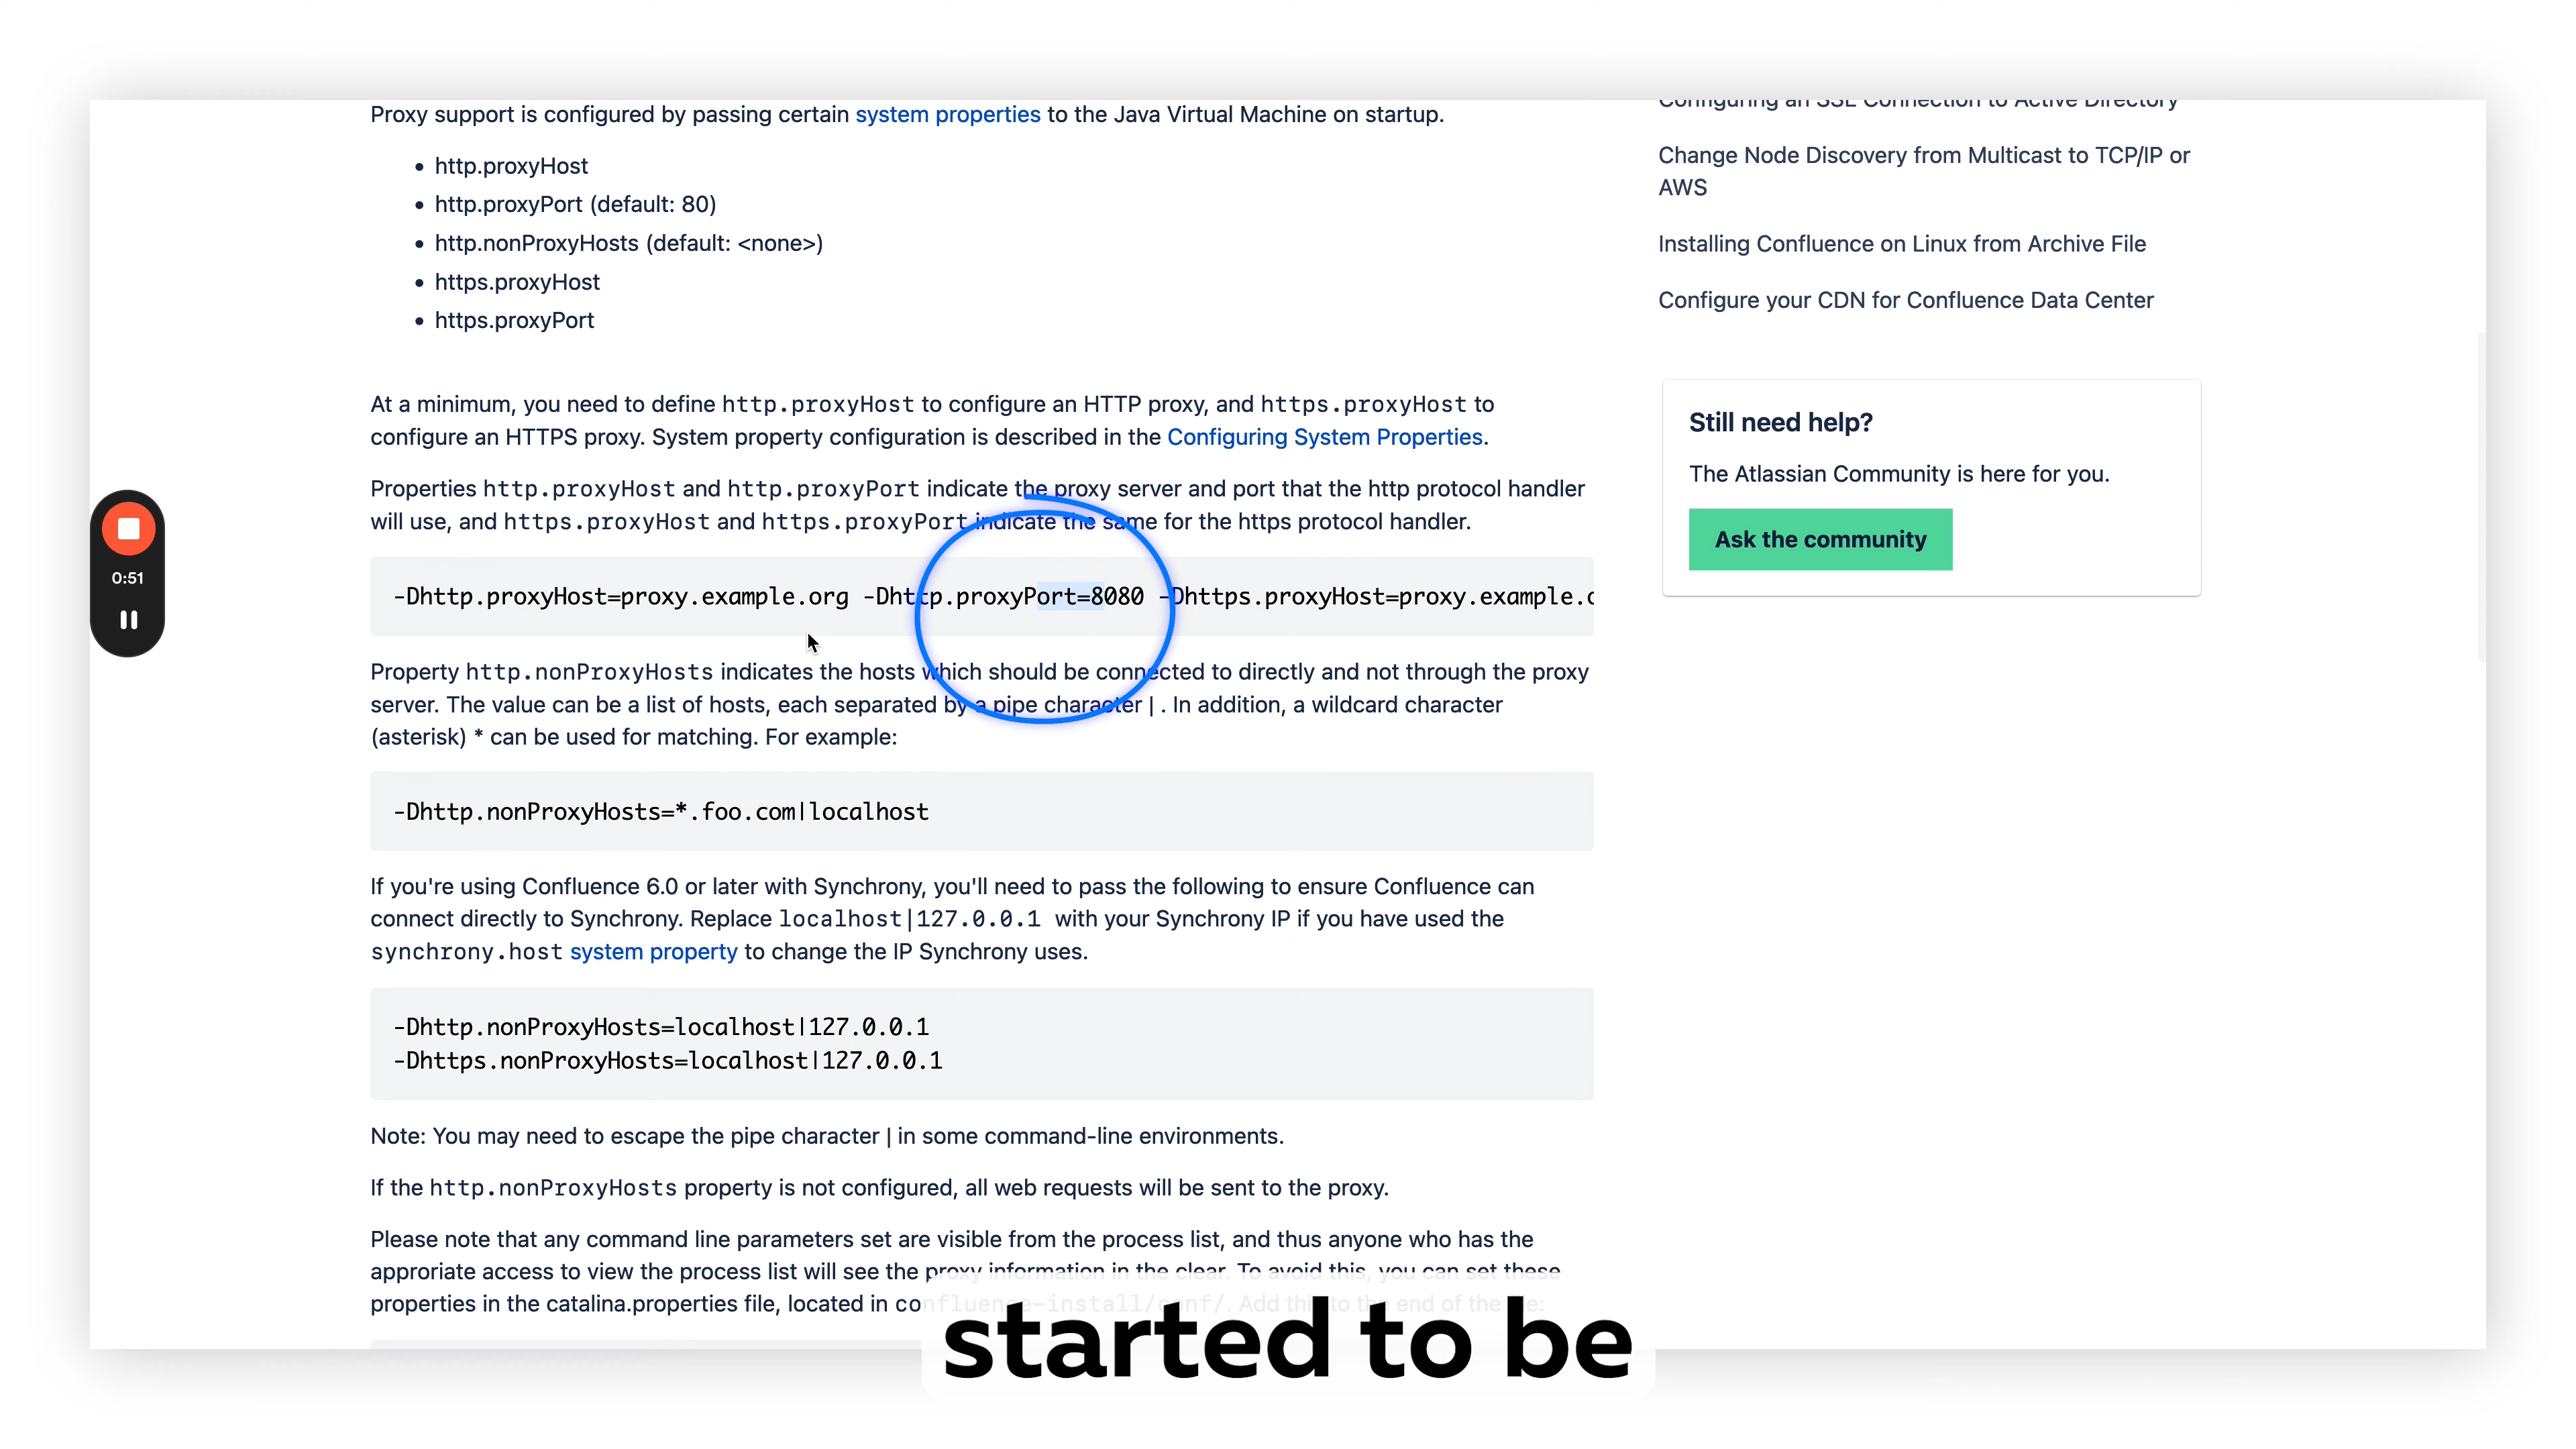 Proxy support is configured by passing certain system properties to the Java Virtual Machine on startup.
• http.proxyHost
• http.proxyPort (default: 80)
• http.nonProxyHosts (default: <none>)
• https.proxyHost
• https.proxyPort
At a minimum, you need to define http.proxyHost to configure an HTTP proxy, and https.proxyHost to
configure an HTTPS proxy. System property configuration is described in the Configuring System Properties.
Properties http.proxyHost and http.proxyPort indicate the proxy server and port that the http protocol handler
will use, and https.proxyHost and https.proxyPort indicate the same for the https protocol handler.
-Dhttp.proxyHost=proxy.example.org -Dhttp.proxyPort=8080 -Dhttps.proxyHost=proxy.example.
Property http.nonProxyHosts indicates the hosts which should be connected to directly and not through the proxy
server. The value can be a list of hosts, each separated by a pipe character | . In addition, a wildcard character
(asterisk) * can be used for matching. For example:
-Dhttp.nonProxyHosts=*.foo.com|localhost
If you're using Confluence 6.0 or later with Synchrony, you'll need to pass the following to ensure Confluence can
connect directly to Synchrony. Replace localhost|127.0.0.1 with your Synchrony IP if you have used the
synchrony.host system property to change the IP Synchrony uses.
-Dhttp.nonProxyHosts=localhost|127.0.0.1
-Dhttps.nonProxyHosts=localhost|127.0.0.1
Note: You may need to escape the pipe character | in some command-line environments.
If the http.nonProxyHosts property is not configured, all web requests will be sent to the proxy.
Please note that any command line parameters set are visible from the process list, and thus anyone who has the
approriate access to view the process list will see the proxy information in the clear. To avoid this, you can set these
properties in the catalina.properties file, located in confluence-install/conf/. Add this to the end of the file:
Configuring an SSL Connection to Active Directory
Change Node Discovery from Multicast to TCP/IP or
AWS
Installing Confluence on Linux from Archive File
Configure your CDN for Confluence Data Center
Still need help?
The Atlassian Community is here for you.
Ask the community
0:51
started to be